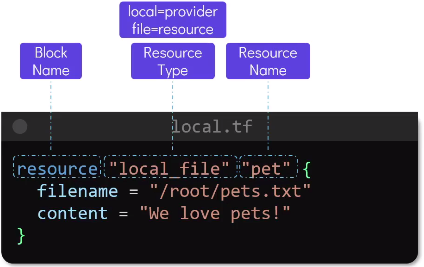 local=provider
file=resource
Block
Name
Resource
Type
Resource
Name
local.tf
resource "local_file" "pet" {
filename = "/root/pets.txt"
content = "We love pets!"
}